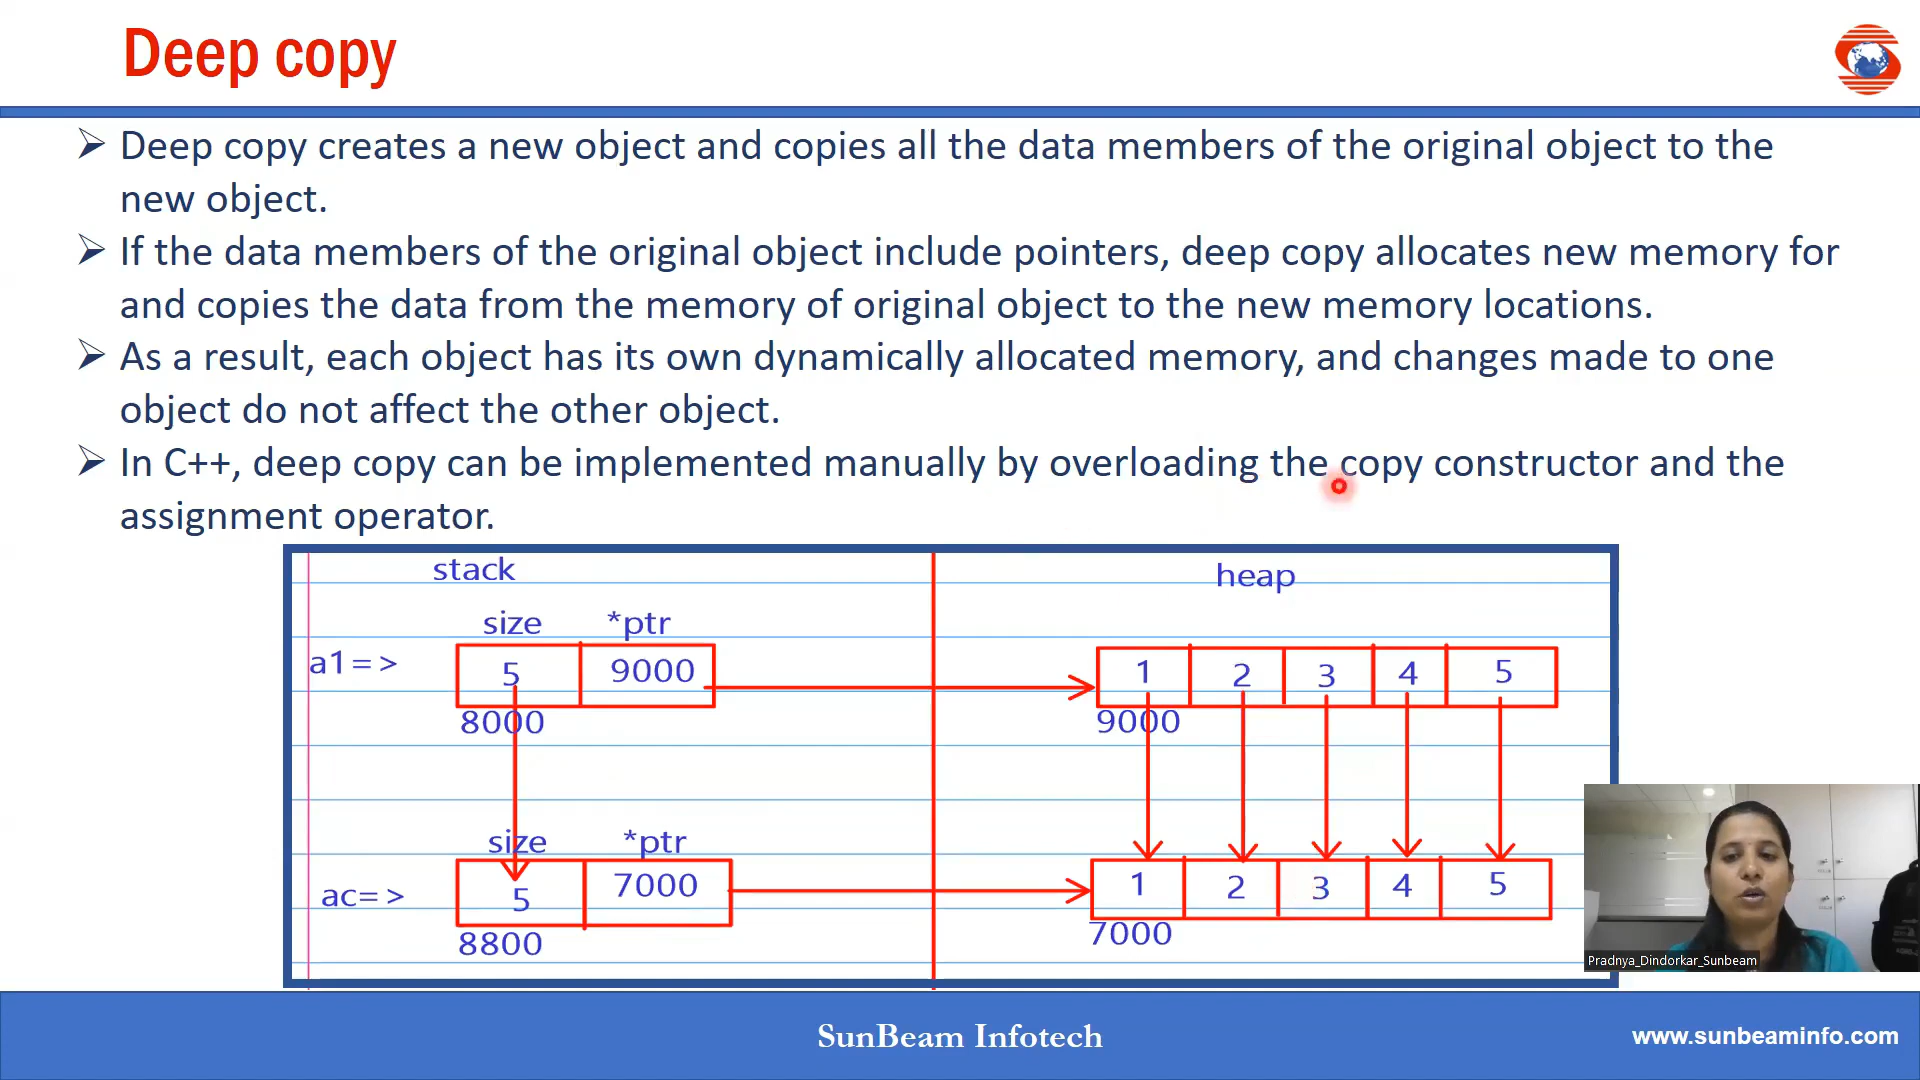 Deep copy
Deep copy creates a new object and copies all the data members of the original object to the
new object.
If the data members of the original object include pointers, deep copy allocates new memory for
and copies the data from the memory of original object to the new memory locations.
As a result, each object has its own dynamically allocated memory, and changes made to one
object do not affect the other object.
In C++, deep copy can be implemented manually by overloading the copy constructor and the
assignment operator.
stack heap
size *ptr
a1=> 5 9000 1 2 3 4 5
8000 9000
size *ptr
ac=> 5 7000 1 2 3 4 5
8800 7000
Pradnya_Dindorkar_Sunbeam
SunBeam Infotech
www.sunbeaminfo.com